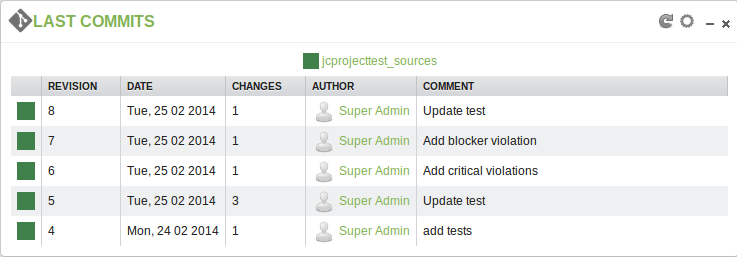 LAST COMMITS
jcprojecttest_sources
REVISION DATE CHANGES AUTHOR COMMENT
8 Tue, 25 02 2014 1 Super Admin Update test
7 Tue, 25 02 2014 1 Super Admin Add blocker violation
6 Tue, 25 02 2014 1 Super Admin Add critical violations
5 Tue, 25 02 2014 3 Super Admin Update test
4 Mon, 24 02 2014 1 Super Admin add tests